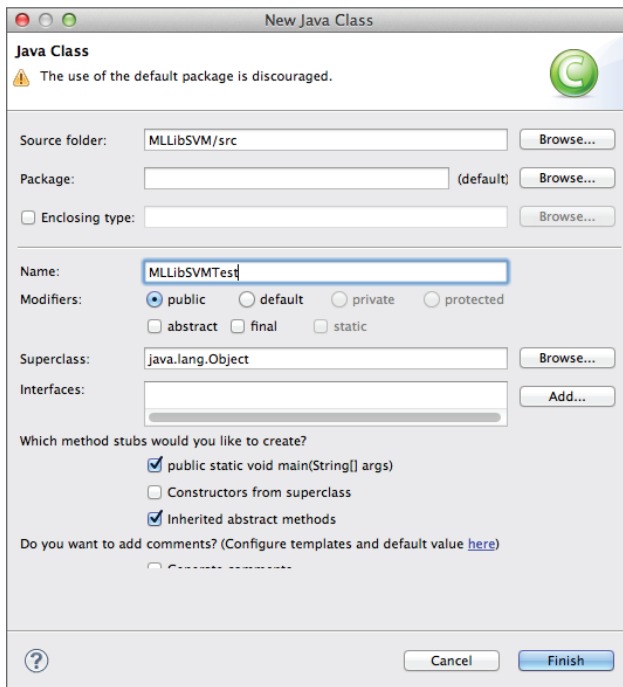 New Java Class
Java Class
The use of the default package is discouraged.
C
Source folder: MLLibSVM/src Browse...
Package: (default) Browse...
Enclosing type: Browse...
Name: MLLibSVMTest
Modifiers: public default private protected
abstract final static
Superclass: java.lang.Object Browse...
Interfaces: Add...
Which method stubs would you like to create?
public static void main(String[] args)
Constructors from superclass
Inherited abstract methods
Do you want to add comments? (Configure templates and default value here)
Generate comments
? Cancel Finish